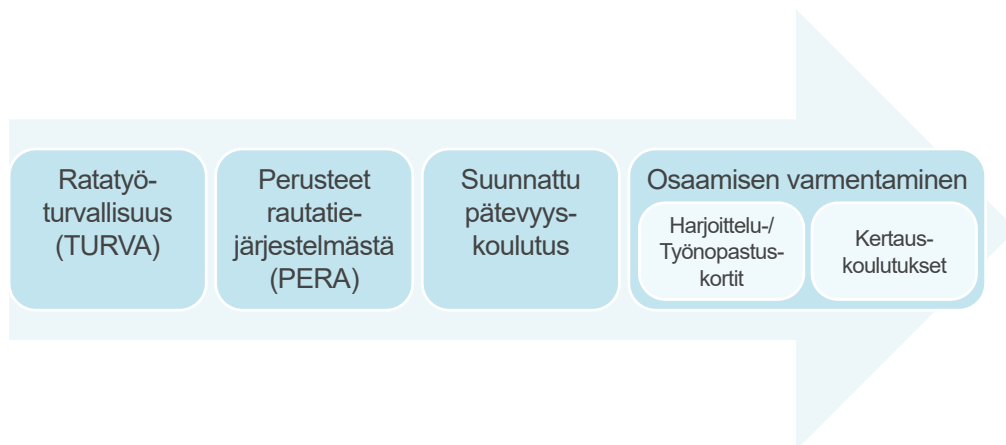 Ratatyö-
turvallisuus
(TURVA)
Perusteet
rautatie-
järjestelmästä
(PERA)
Suunnattu
pätevyys-
koulutus
Osaamisen varmentaminen
Harjoittelu-/
Työnopastus-
kortit
Kertaus-
koulutukset